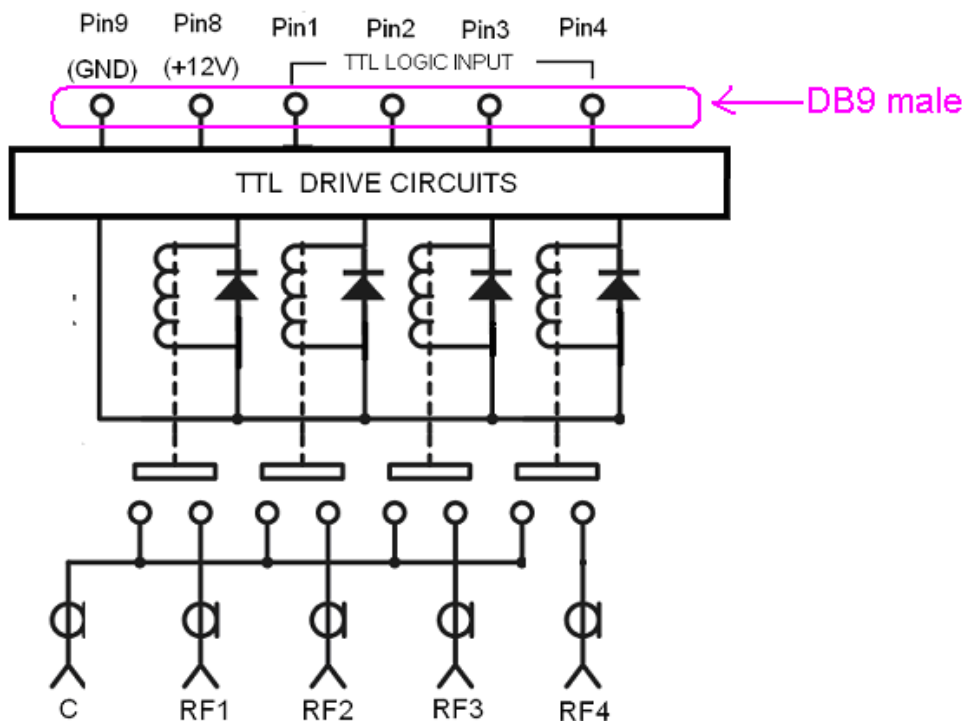 Pin9 Pin8 Pin1 Pin2 Pin3 Pin4
(GND) (+12V) TTL LOGIC INPUT
DB9 male
TTL DRIVE CIRCUITS
C RF1 RF2 RF3 RF4